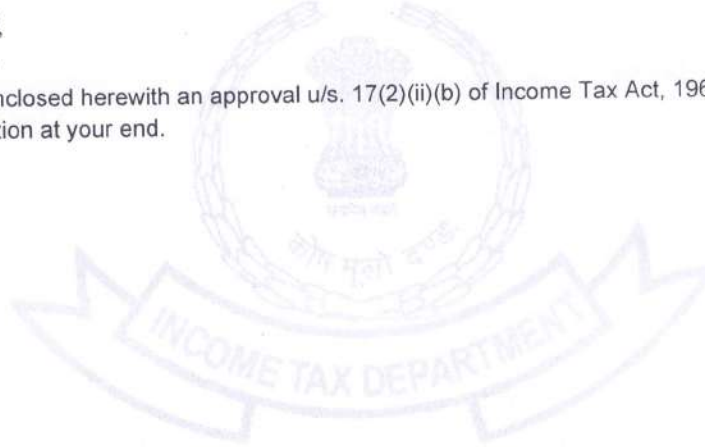 nclosed herewith an approval u/s. 17(2)(ii)(b) of Income Tax Act, 196
tion at your end.
कोष मूलो दण्डः
INCOME TAX DEPARTMENT